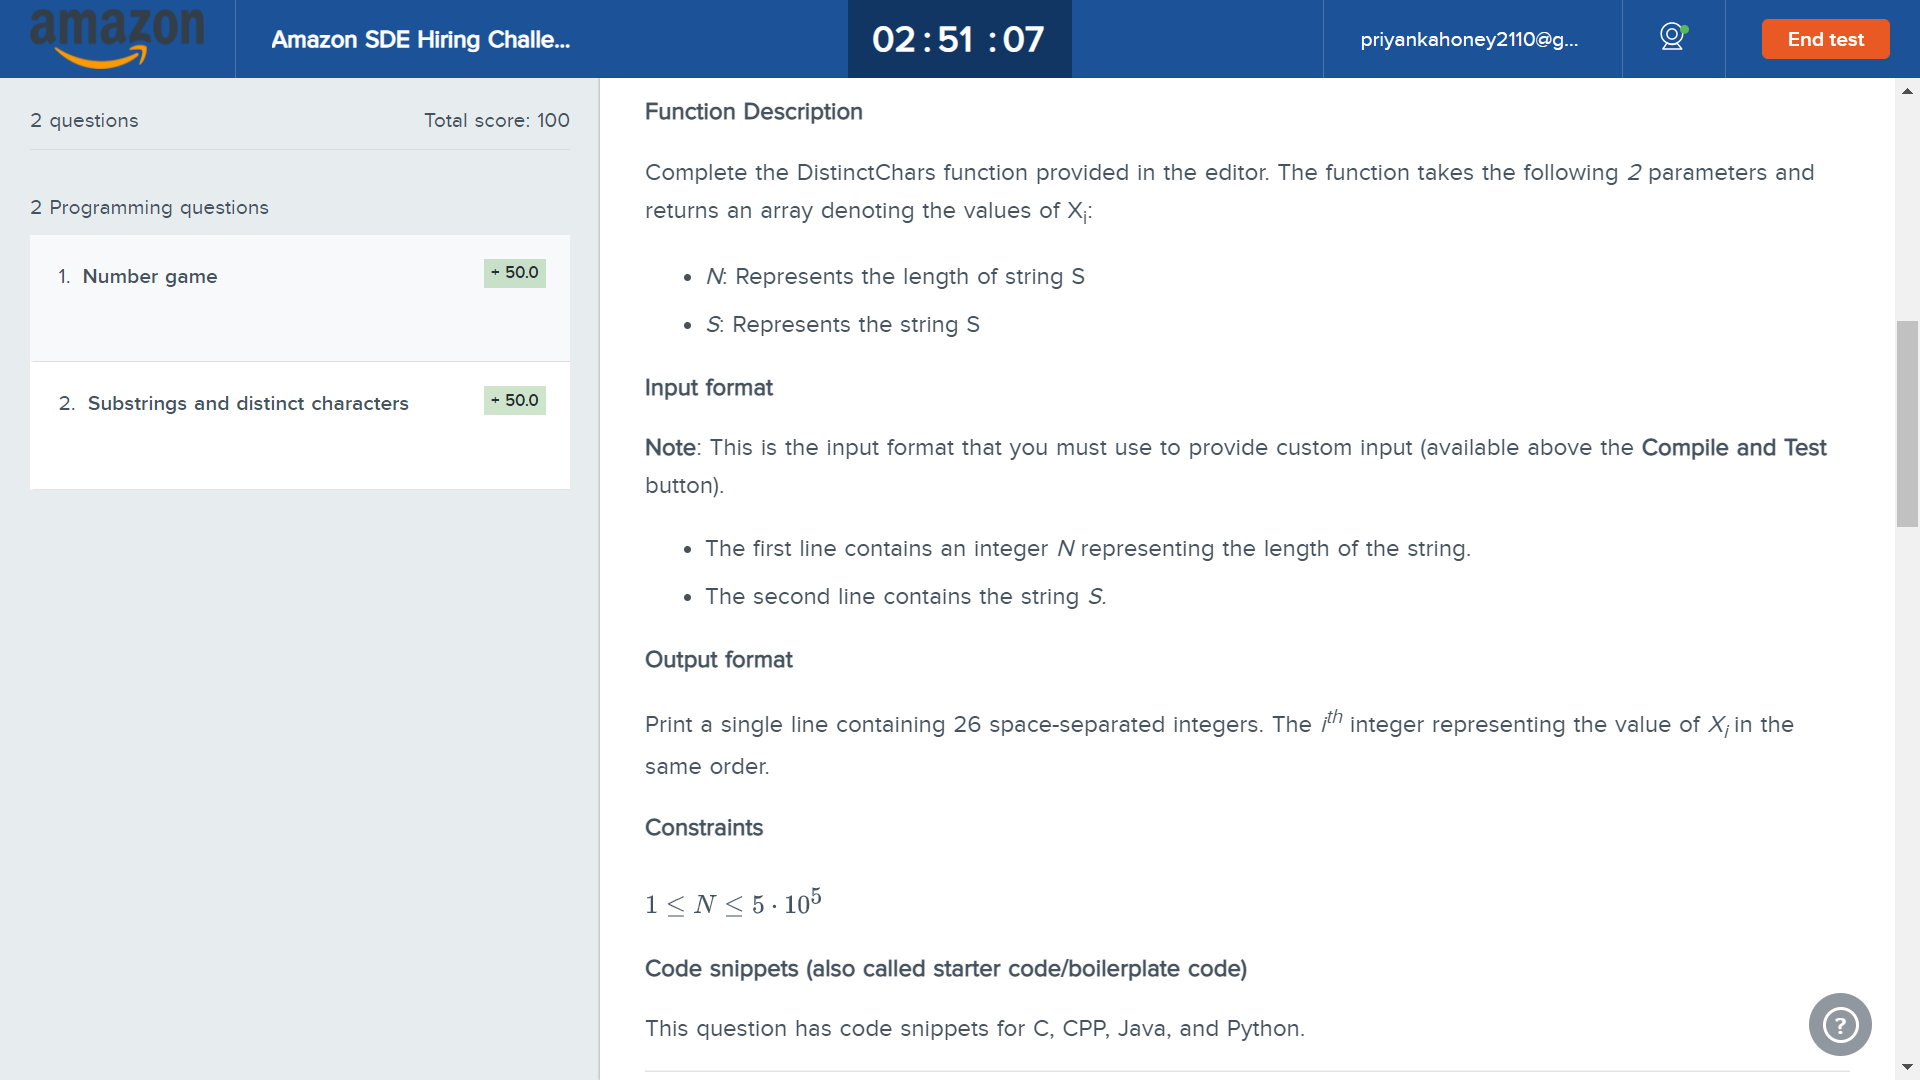 amazon
Amazon SDE Hiring Challe...
02 : 51 : 07
priyankahoney2110@g...
End test
2 questions
Total score: 100
2 Programming questions
1. Number game
+ 50.0
2. Substrings and distinct characters
+ 50.0
Function Description
Complete the DistinctChars function provided in the editor. The function takes the following 2 parameters and
returns an array denoting the values of Xi:
• N: Represents the length of string S
• S: Represents the string S
Input format
Note: This is the input format that you must use to provide custom input (available above the Compile and Test
button).
• The first line contains an integer N representing the length of the string.
• The second line contains the string S.
Output format
Print a single line containing 26 space-separated integers. The ith integer representing the value of Xi in the
same order.
Constraints
1 ≤ N ≤ 5 · 10^5
Code snippets (also called starter code/boilerplate code)
This question has code snippets for C, CPP, Java, and Python.
?